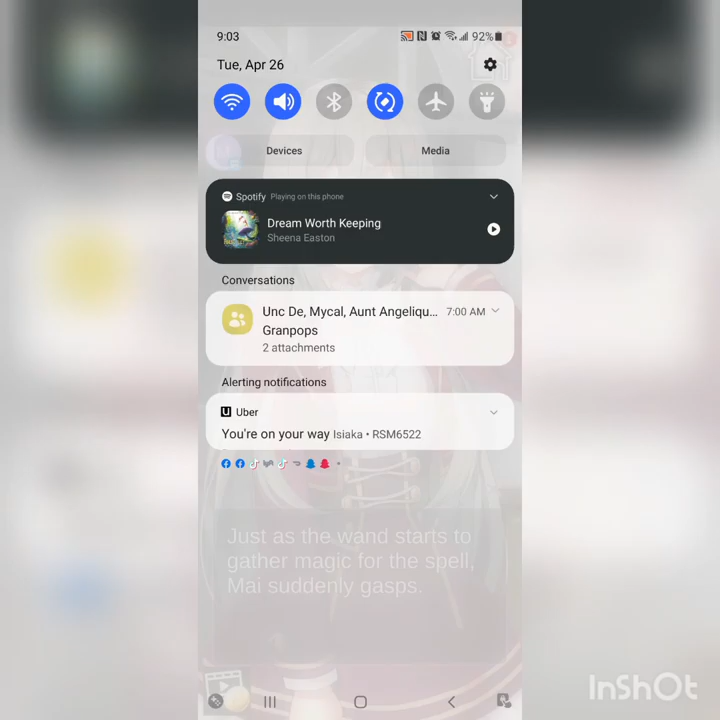 9:03
92%
Tue, Apr 26
Devices
Media
Spotify Playing on this phone
Dream Worth Keeping
Sheena Easton
Conversations
Unc De, Mycal, Aunt Angeliqu... 7:00 AM
Granpops
2 attachments
Alerting notifications
Uber
You're on your way Isiaka • RSM6522
Just as the wand starts to
gather magic for the spell,
Mai suddenly gasps.
InShOt